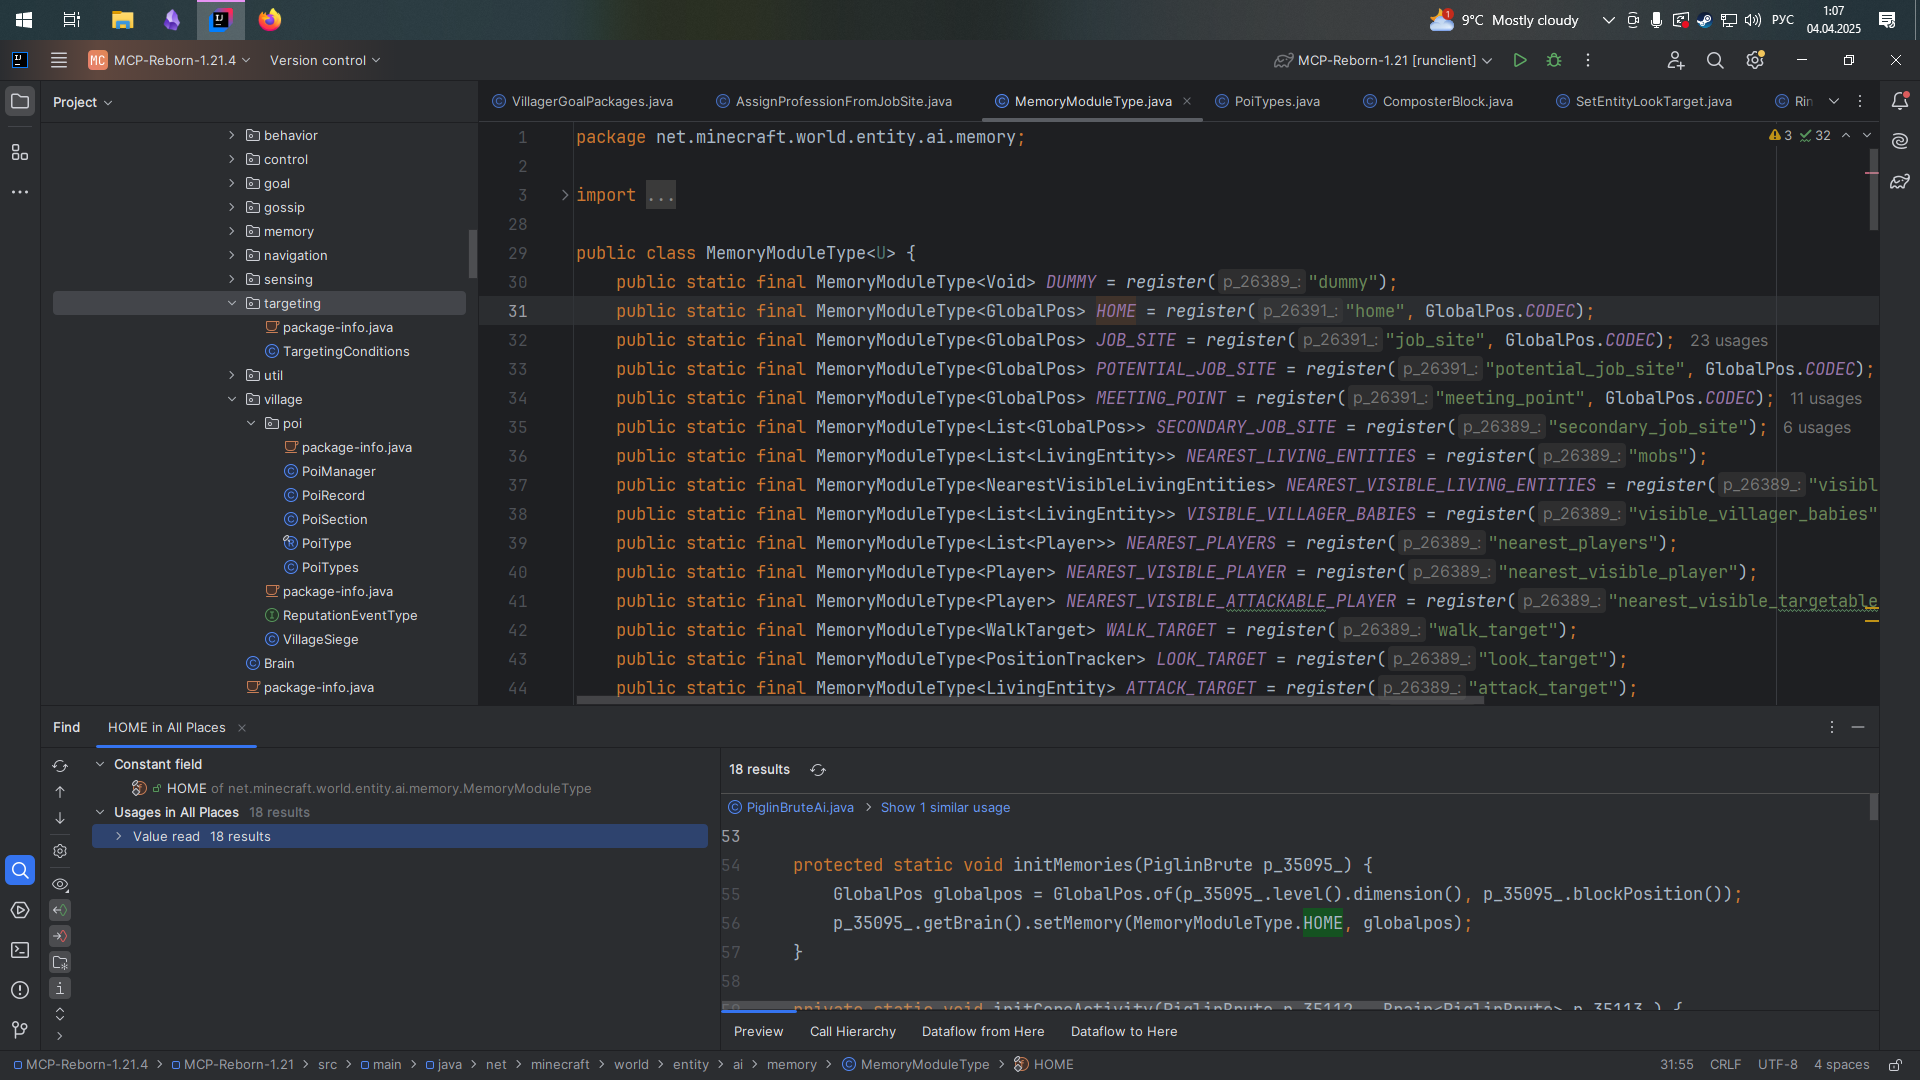 9°C Mostly cloudy
РУС
1:07
04.04.2025
MC MCP-Reborn-1.21.4
Version control
MCP-Reborn-1.21 [runclient]
Project
VillagerGoalPackages.java
AssignProfessionFromJobSite.java
MemoryModuleType.java
PoiTypes.java
ComposterBlock.java
SetEntityLookTarget.java
Rin
behavior
control
goal
gossip
memory
navigation
sensing
targeting
package-info.java
TargetingConditions
util
village
poi
package-info.java
PoiManager
PoiRecord
PoiSection
PoiType
PoiTypes
package-info.java
ReputationEventType
VillageSiege
Brain
package-info.java
3 32
1 package net.minecraft.world.entity.ai.memory;
2
3 import ...
28
29 public class MemoryModuleType<U> {
30 public static final MemoryModuleType<Void> DUMMY = register( p_26389_: "dummy");
31 public static final MemoryModuleType<GlobalPos> HOME = register( p_26391_: "home", GlobalPos.CODEC);
32 public static final MemoryModuleType<GlobalPos> JOB_SITE = register( p_26391_: "job_site", GlobalPos.CODEC); 23 usages
33 public static final MemoryModuleType<GlobalPos> POTENTIAL_JOB_SITE = register( p_26391_: "potential_job_site", GlobalPos.CODEC);
34 public static final MemoryModuleType<GlobalPos> MEETING_POINT = register( p_26391_: "meeting_point", GlobalPos.CODEC); 11 usages
35 public static final MemoryModuleType<List<GlobalPos>> SECONDARY_JOB_SITE = register( p_26389_: "secondary_job_site"); 6 usages
36 public static final MemoryModuleType<List<LivingEntity>> NEAREST_LIVING_ENTITIES = register( p_26389_: "mobs");
37 public static final MemoryModuleType<NearestVisibleLivingEntities> NEAREST_VISIBLE_LIVING_ENTITIES = register( p_26389_: "visibl
38 public static final MemoryModuleType<List<LivingEntity>> VISIBLE_VILLAGER_BABIES = register( p_26389_: "visible_villager_babies"
39 public static final MemoryModuleType<List<Player>> NEAREST_PLAYERS = register( p_26389_: "nearest_players");
40 public static final MemoryModuleType<Player> NEAREST_VISIBLE_PLAYER = register( p_26389_: "nearest_visible_player");
41 public static final MemoryModuleType<Player> NEAREST_VISIBLE_ATTACKABLE_PLAYER = register( p_26389_: "nearest_visible_targetable
42 public static final MemoryModuleType<WalkTarget> WALK_TARGET = register( p_26389_: "walk_target");
43 public static final MemoryModuleType<PositionTracker> LOOK_TARGET = register( p_26389_: "look_target");
44 public static final MemoryModuleType<LivingEntity> ATTACK_TARGET = register( p_26389_: "attack_target");
Find
HOME in All Places
Constant field
HOME of net.minecraft.world.entity.ai.memory.MemoryModuleType
Usages in All Places 18 results
Value read 18 results
18 results
PiglinBruteAi.java > Show 1 similar usage
53
54 protected static void initMemories(PiglinBrute p_35095_) {
55 GlobalPos globalpos = GlobalPos.of(p_35095_.level().dimension(), p_35095_.blockPosition());
56 p_35095_.getBrain().setMemory(MemoryModuleType.HOME, globalpos);
57 }
58
59 private static void initCoreActivity(PiglinBrute p_35112_, Brain<PiglinBrute> p_35113_) {
Preview
Call Hierarchy
Dataflow from Here
Dataflow to Here
MCP-Reborn-1.21.4 > MCP-Reborn-1.21 > src > main > java > net > minecraft > world > entity > ai > memory > MemoryModuleType > HOME
31:55
CRLF
UTF-8
4 spaces